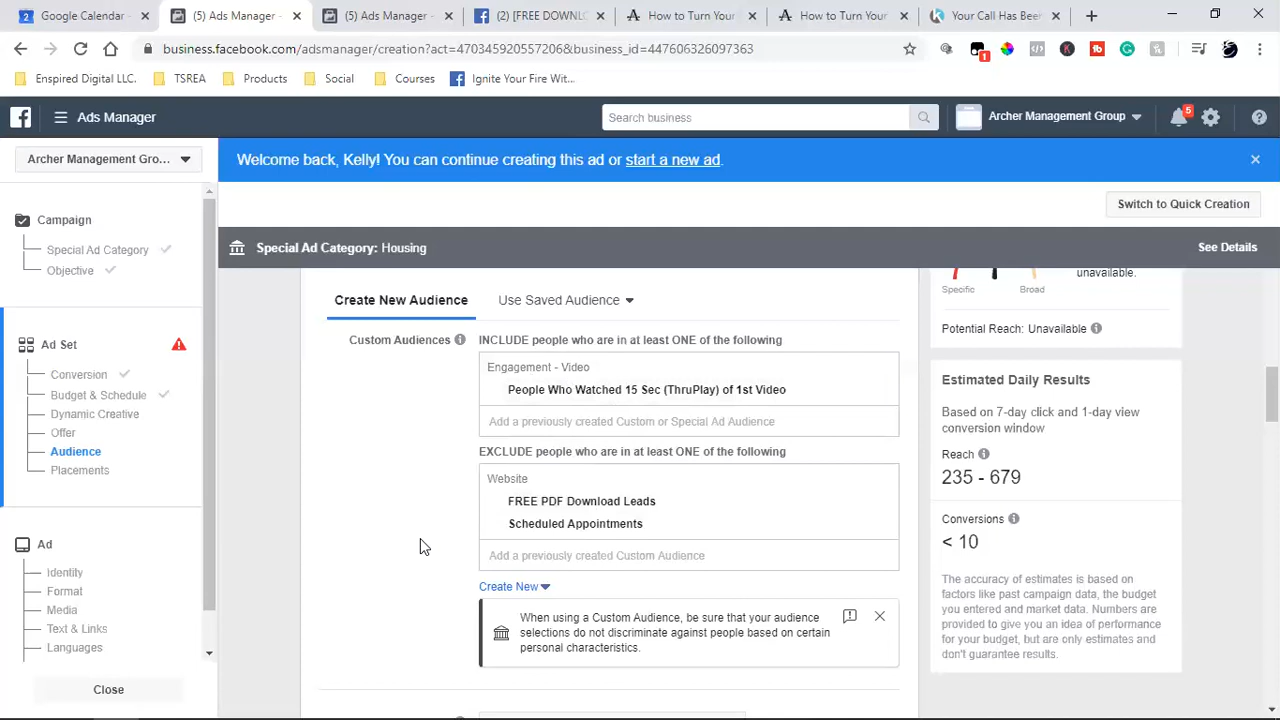 Google Calendar
(5) Ads Manager
(5) Ads Manager
(2) [FREE DOWNL
How to Turn Your
How to Turn Your
Your Call Has Been
business.facebook.com/adsmanager/creation?act=470345920557206&business_id=447606326097363
Enspired Digital LLC.
TSREA
Products
Social
Courses
Ignite Your Fire Wit...
Ads Manager
Search business
Archer Management Group
5
Archer Management Gro...
Welcome back, Kelly! You can continue creating this ad or start a new ad.
Switch to Quick Creation
Special Ad Category: Housing
See Details
Campaign
Special Ad Category
Objective
Ad Set
Conversion
Budget & Schedule
Dynamic Creative
Offer
Audience
Placements
Ad
Identity
Format
Media
Text & Links
Languages
Close
Create New Audience
Use Saved Audience
Custom Audiences
INCLUDE people who are in at least ONE of the following
Engagement - Video
People Who Watched 15 Sec (ThruPlay) of 1st Video
Add a previously created Custom or Special Ad Audience
EXCLUDE people who are in at least ONE of the following
Website
FREE PDF Download Leads
Scheduled Appointments
Add a previously created Custom Audience
Create New
When using a Custom Audience, be sure that your audience
selections do not discriminate against people based on certain
personal characteristics.
unavailable.
Specific
Broad
Potential Reach: Unavailable
Estimated Daily Results
Based on 7-day click and 1-day view
conversion window
Reach
235 - 679
Conversions
< 10
The accuracy of estimates is based on
factors like past campaign data, the budget
you entered and market data. Numbers are
provided to give you an idea of performance
for your budget, but are only estimates and
don't guarantee results.